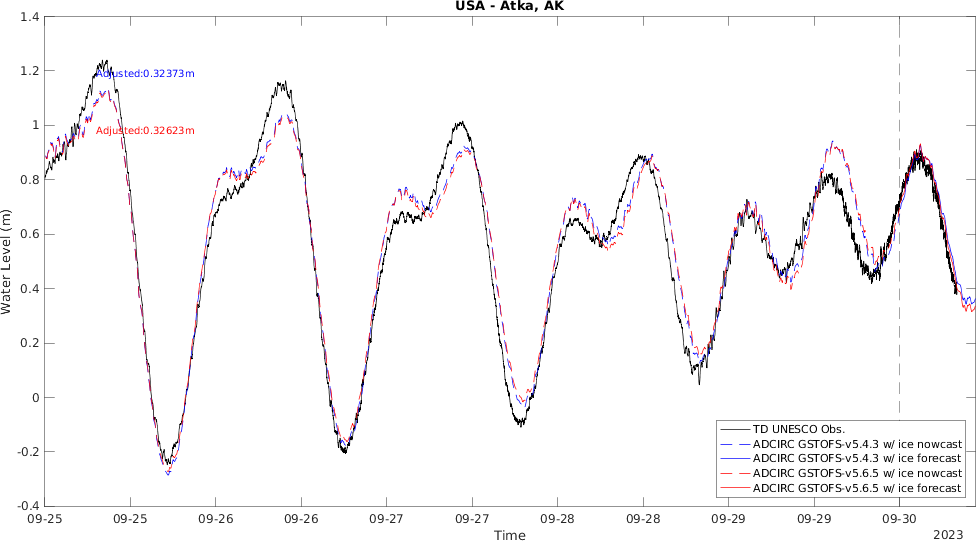 USA - Atka, AK
1.4
1.2
1
0.8
0.6
0.4
0.2
0
-0.2
-0.4
Water Level (m)
Adjusted:0.32373m
Adjusted:0.32623m
TD UNESCO Obs.
ADCIRC GSTOFS-v5.4.3 w/ ice nowcast
ADCIRC GSTOFS-v5.4.3 w/ ice forecast
ADCIRC GSTOFS-v5.6.5 w/ ice nowcast
ADCIRC GSTOFS-v5.6.5 w/ ice forecast
09-25 09-25 09-26 09-26 09-27 09-27 09-28 09-28 09-29 09-29 09-30
Time
2023